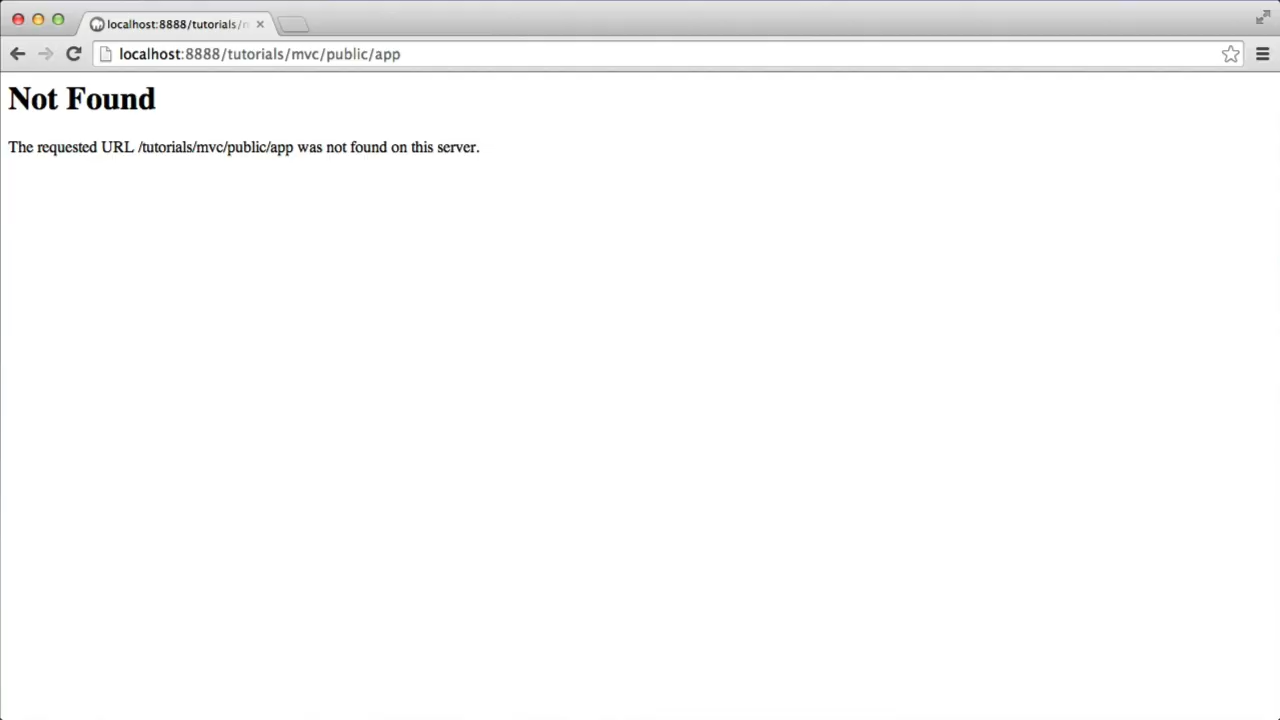 localhost:8888/tutorials/
localhost:8888/tutorials/mvc/public/app
Not Found
The requested URL /tutorials/mvc/public/app was not found on this server.